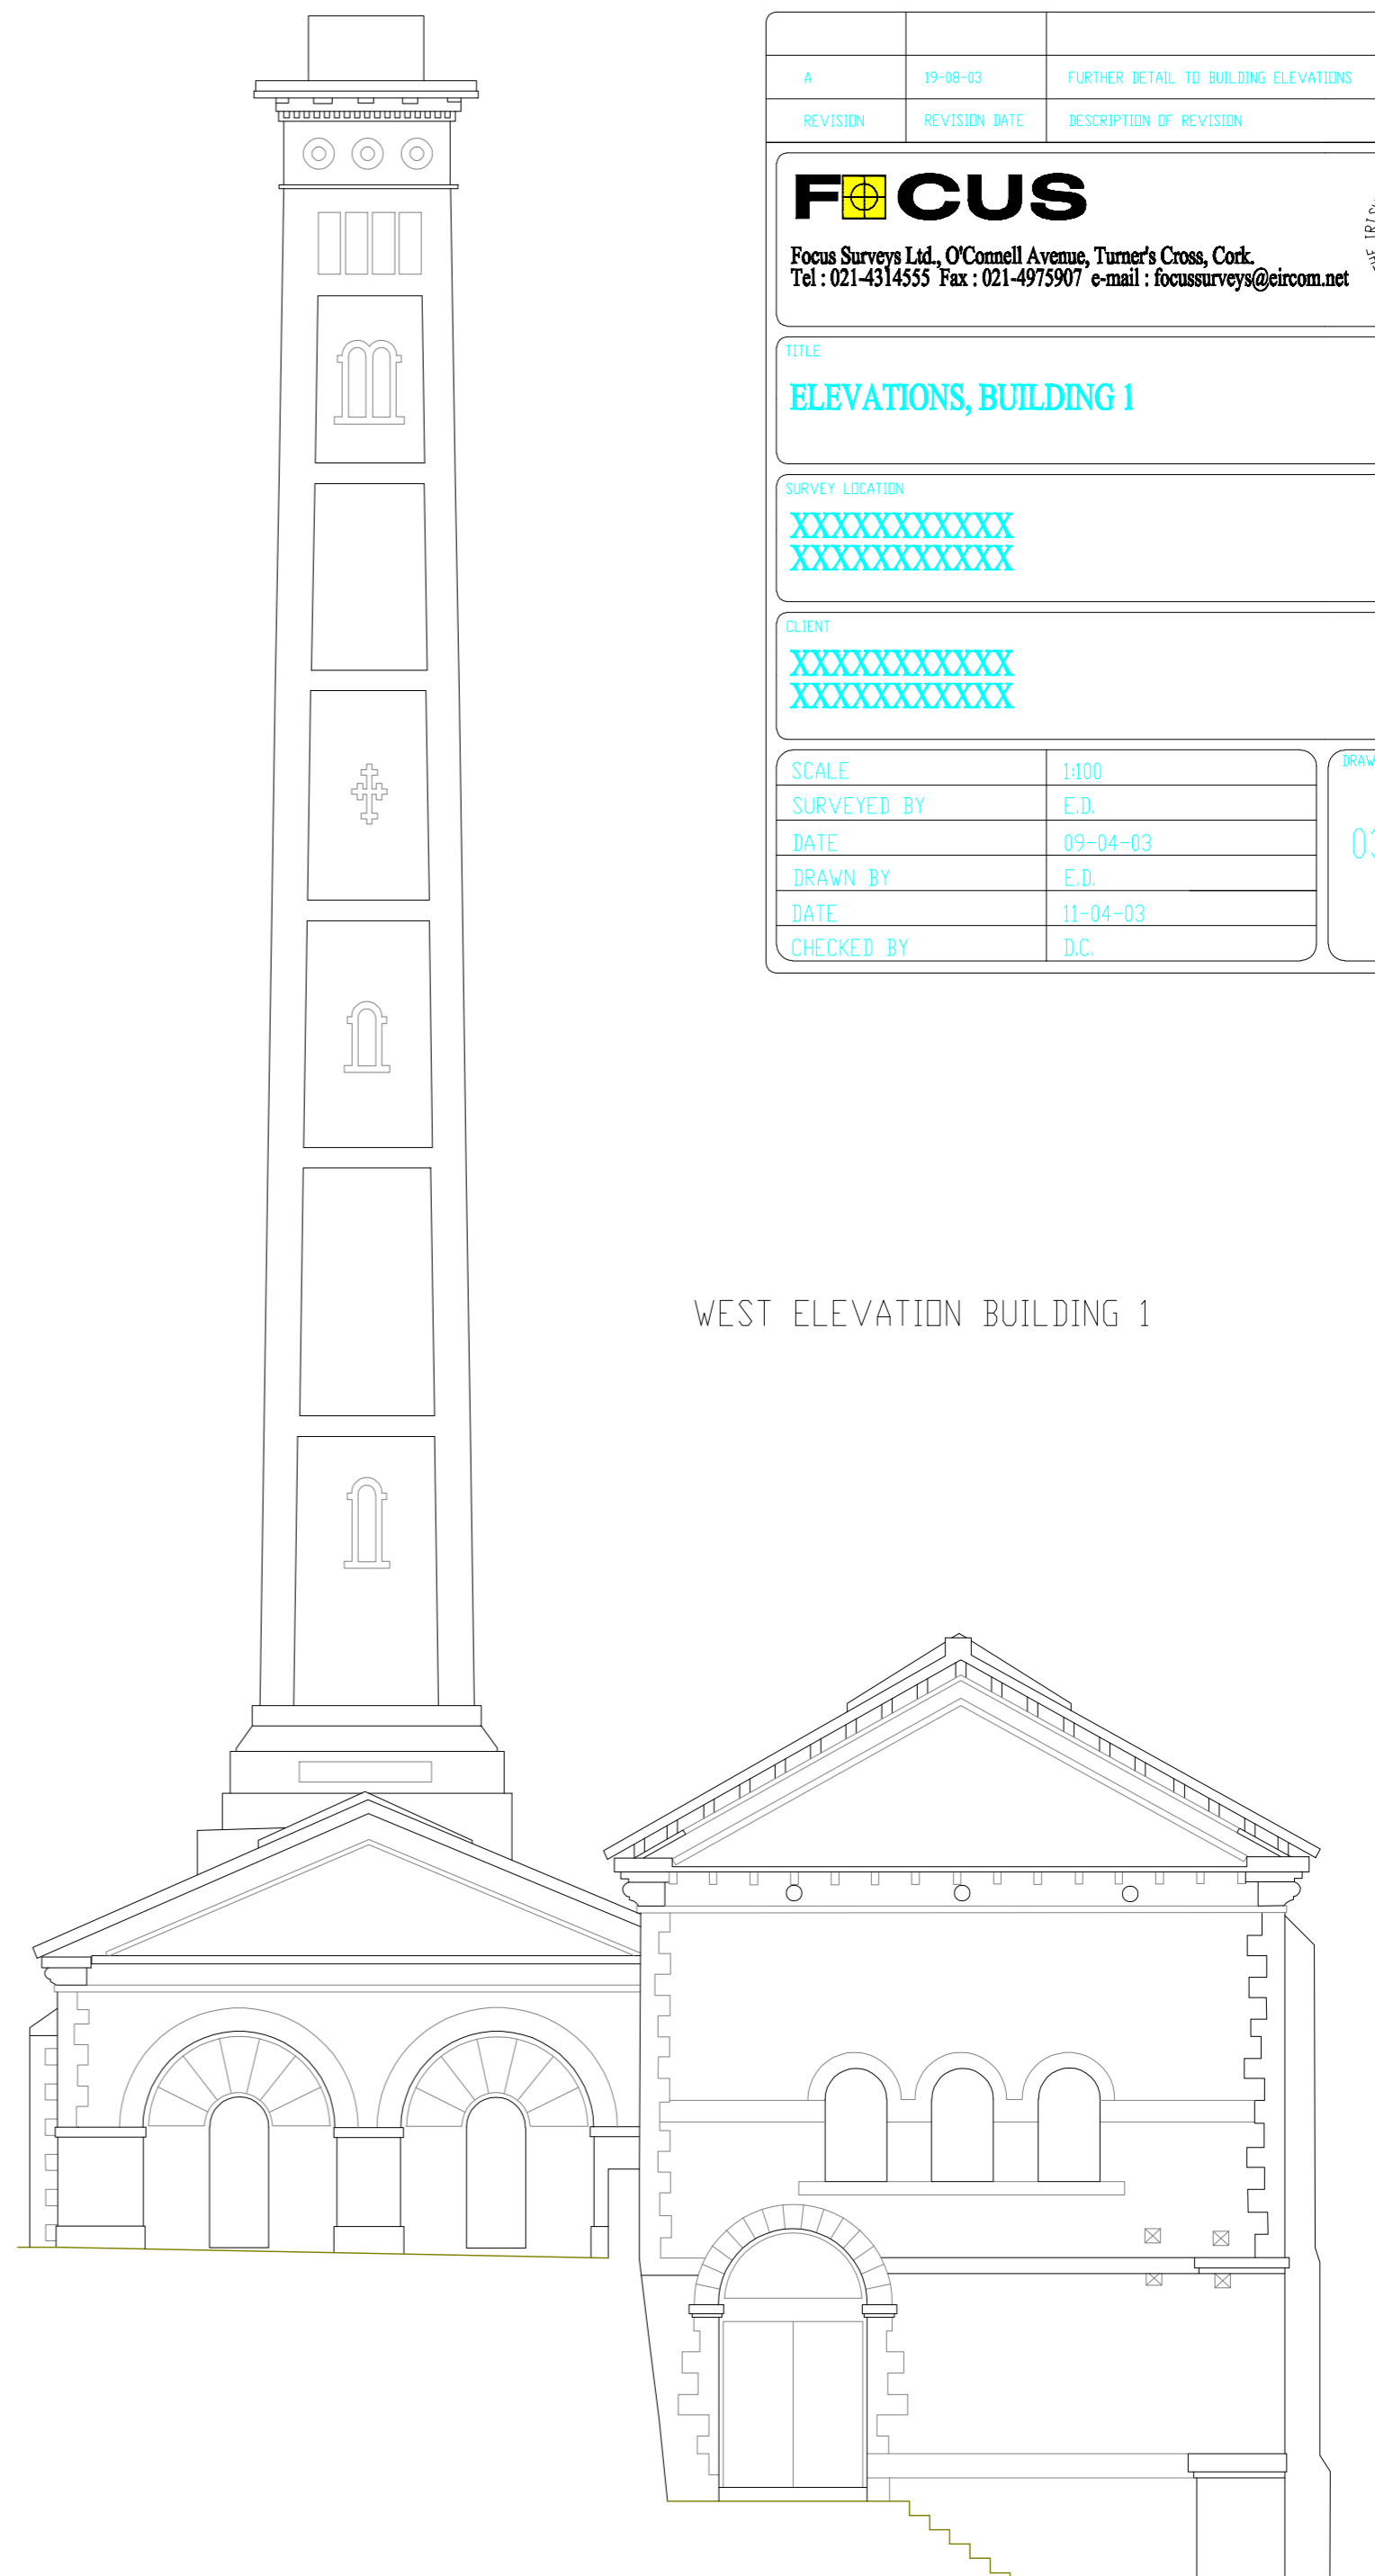 A 19-08-03 FURTHER DETAIL TO BUILDING ELEVATIONS
REVISION REVISION DATE DESCRIPTION OF REVISION
FOCUS
Focus Surveys Ltd., O'Connell Avenue, Turner's Cross, Cork.
Tel : 021-4314555 Fax : 021-4975907 e-mail : focussurveys@eircom.net
TITLE
ELEVATIONS, BUILDING 1
SURVEY LOCATION
XXXXXXXXXXX
XXXXXXXXXXX
CLIENT
XXXXXXXXXXX
XXXXXXXXXXX
SCALE 1:100
SURVEYED BY E.D.
DATE 09-04-03
DRAWN BY E.D.
DATE 11-04-03
CHECKED BY D.C.
WEST ELEVATION BUILDING 1